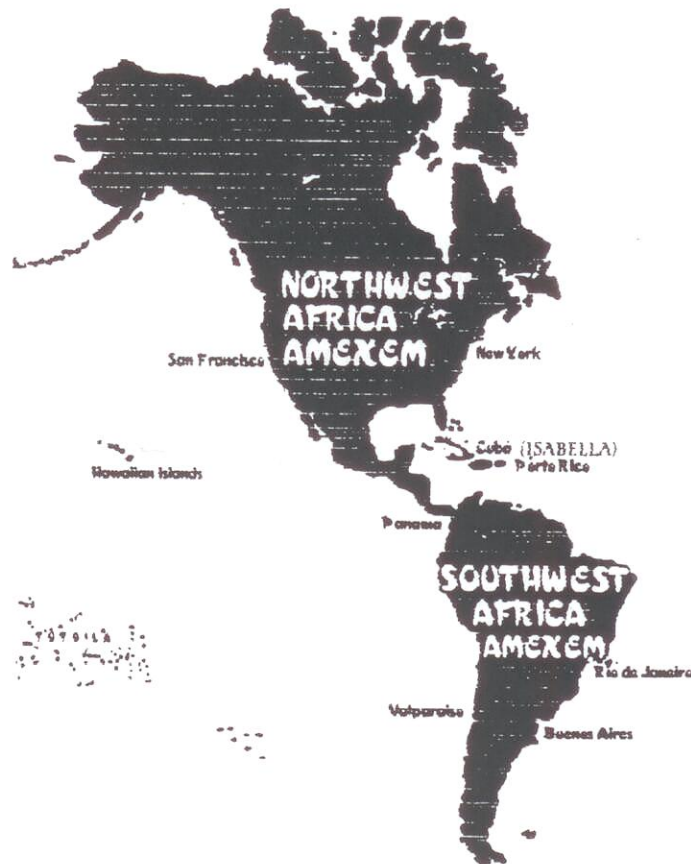 NORTHWEST
AFRICA
AMEXEM
San Francisco
New York
Cuba (ISABELLA)
Porto Rico
Hawaiian Islands
Panama
SOUTHWEST
AFRICA
AMEXEM
Rio de Janeiro
Valparaiso
Buenos Aires